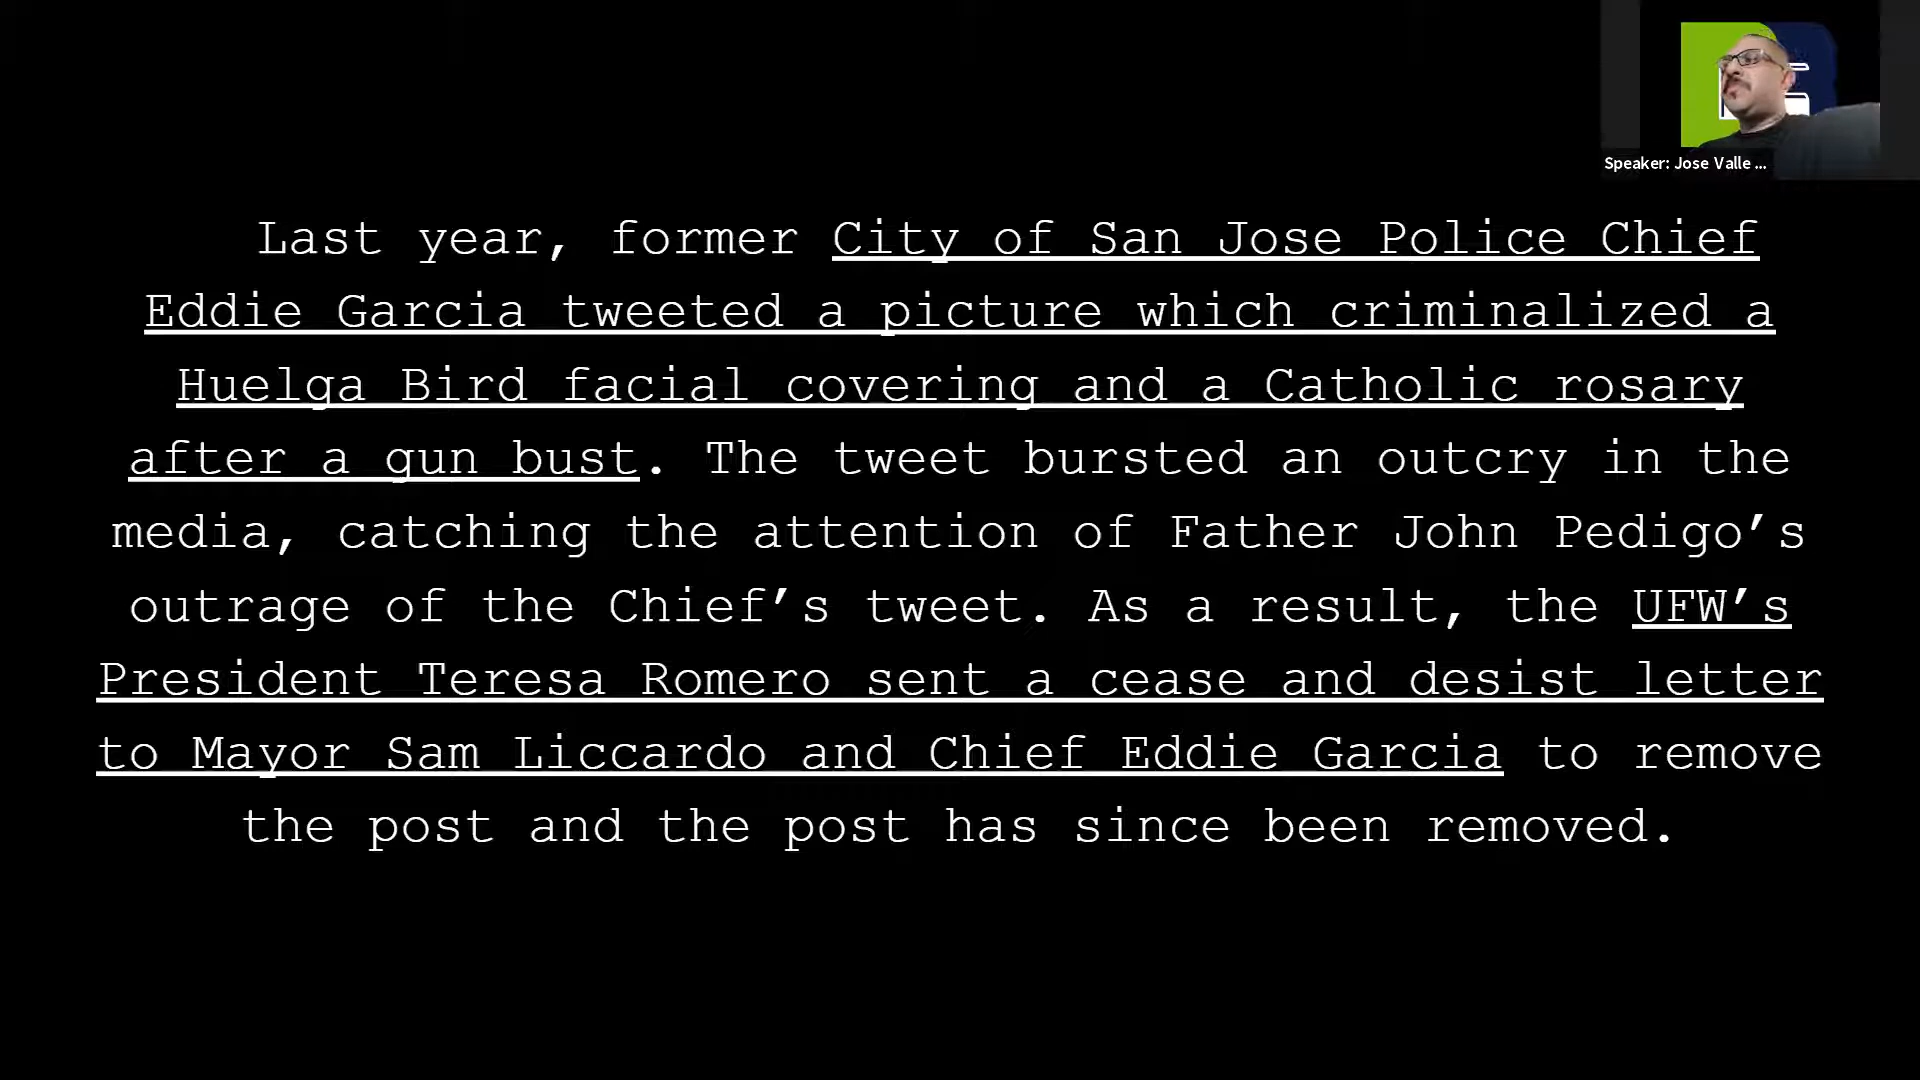 Speaker: Jose Valle ...
Last year, former City of San Jose Police Chief
Eddie Garcia tweeted a picture which criminalized a
Huelga Bird facial covering and a Catholic rosary
after a gun bust. The tweet bursted an outcry in the
media, catching the attention of Father John Pedigo’s
outrage of the Chief’s tweet. As a result, the UFW’s
President Teresa Romero sent a cease and desist letter
to Mayor Sam Liccardo and Chief Eddie Garcia to remove
the post and the post has since been removed.